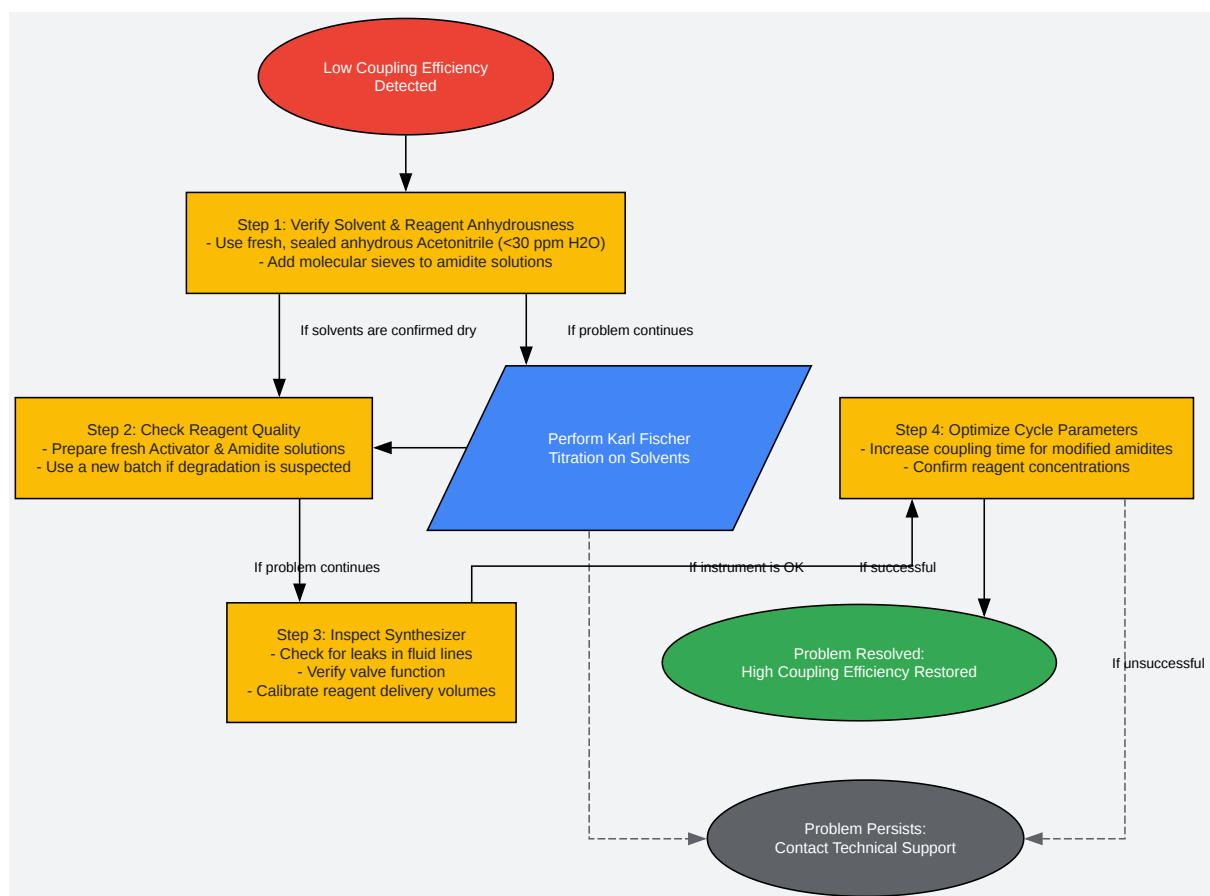 Low Coupling Efficiency
Detected
Step 1: Verify Solvent & Reagent Anhydrousness
- Use fresh, sealed anhydrous Acetonitrile (<30 ppm H2O)
- Add molecular sieves to amidite solutions
If solvents are confirmed dry
If problem continues
Step 2: Check Reagent Quality
- Prepare fresh Activator & Amidite solutions
- Use a new batch if degradation is suspected
Perform Karl Fischer
Titration on Solvents
Step 4: Optimize Cycle Parameters
- Increase coupling time for modified amidites
- Confirm reagent concentrations
If problem continues
If instrument is OK
If successful
Step 3: Inspect Synthesizer
- Check for leaks in fluid lines
- Verify valve function
- Calibrate reagent delivery volumes
Problem Resolved:
High Coupling Efficiency Restored
If unsuccessful
Problem Persists:
Contact Technical Support